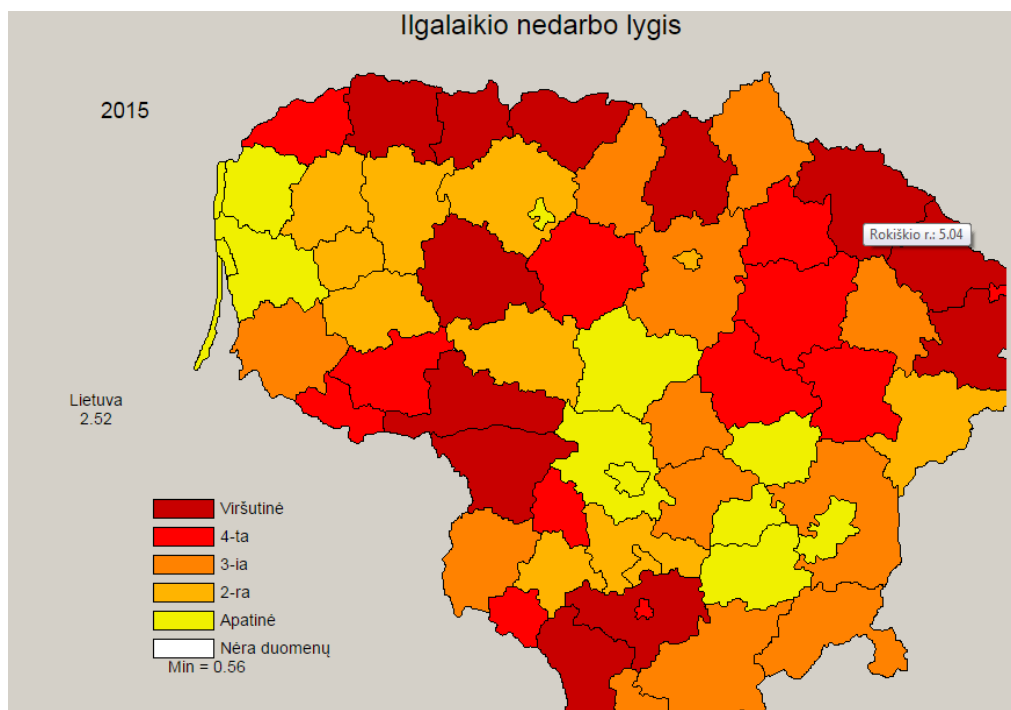 Ilgalaikio nedarbo lygis
2015
Rokiškio r.: 5.04
Lietuva
2.52
Viršutinė
4-ta
3-ia
2-ra
Apatinė
Nėra duomenų
Min = 0.56